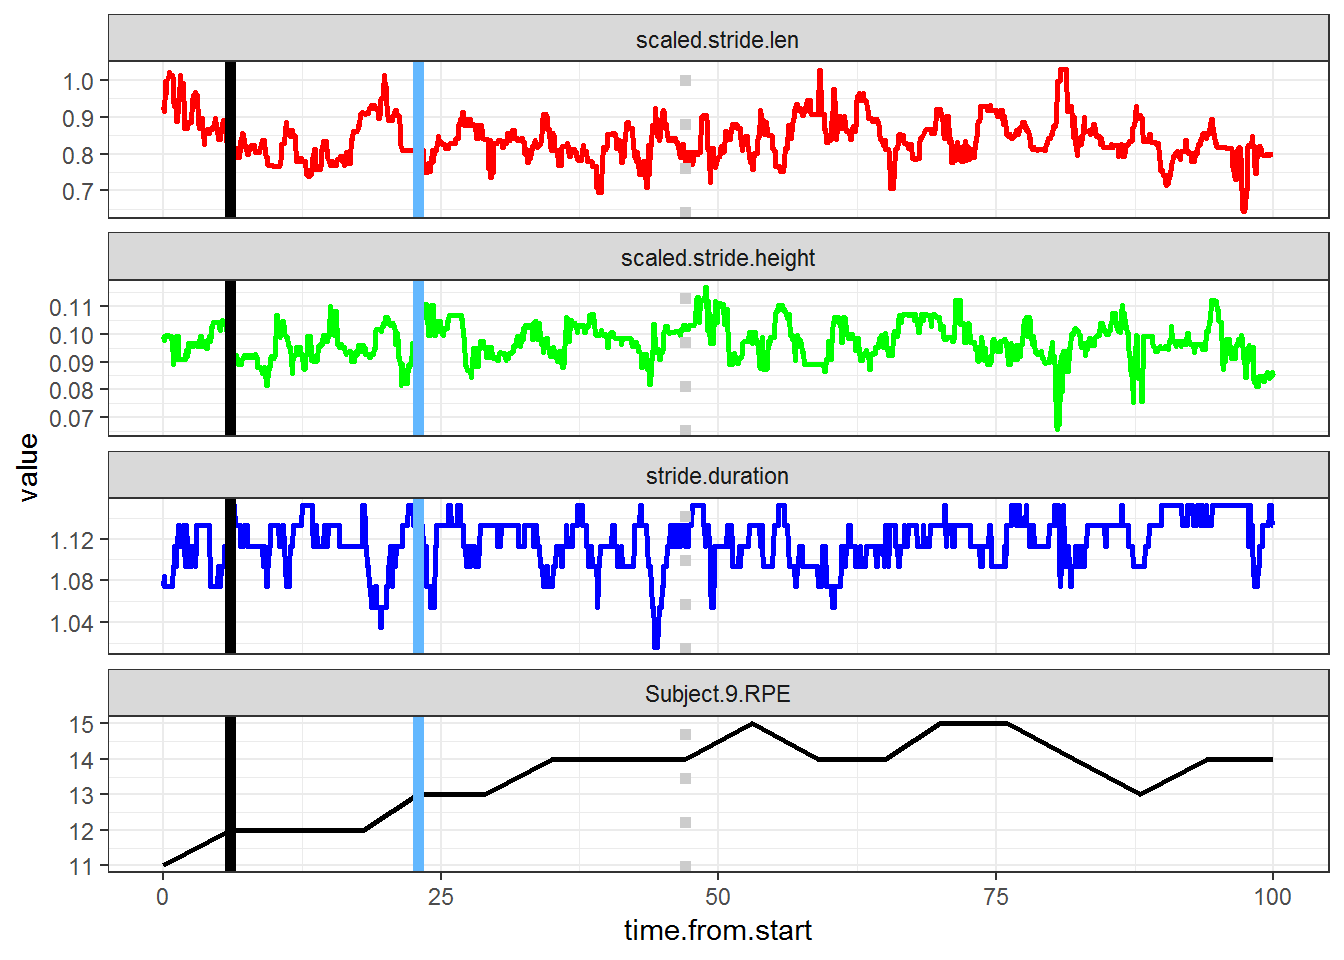 scaled.stride.len
1.0
0.9
0.8
0.7
scaled.stride.height
0.11
0.10
0.09
0.08
0.07
value
stride.duration
1.12
1.08
1.04
Subject.9.RPE
15
14
13
12
11
0 25 50 75 100
time.from.start